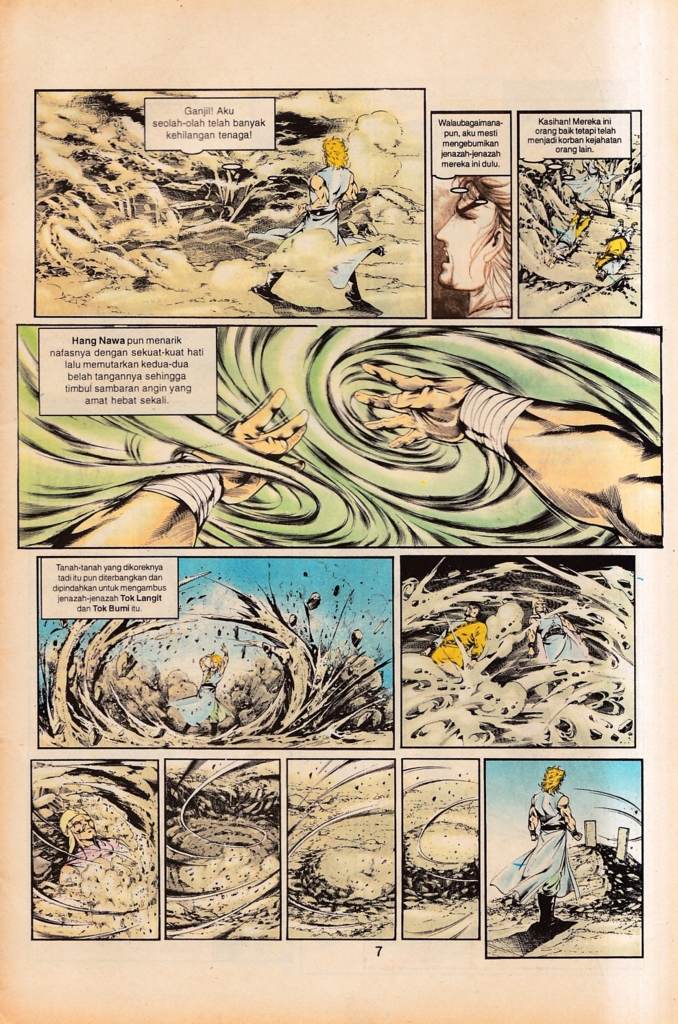 Ganjil! Aku
seolah-olah telah banyak
kehilangan tenaga!
Walaubagaimana-
pun, aku mesti
mengebumikan
jenazah-jenazah
mereka ini dulu.
Kasihan! Mereka ini
orang baik tetapi telah
menjadi korban kejahatan
orang lain.
Hang Nawa pun menarik
nafasnya dengan sekuat-kuat hati
lalu memutarkan kedua-dua
belah tangannya sehingga
timbul sambaran angin yang
amat hebat sekali.
Tanah-tanah yang dikoreknya
tadi itu pun diterbangkan dan
dipindahkan untuk mengambus
jenazah-jenazah Tok Langit
dan Tok Bumi itu.
7